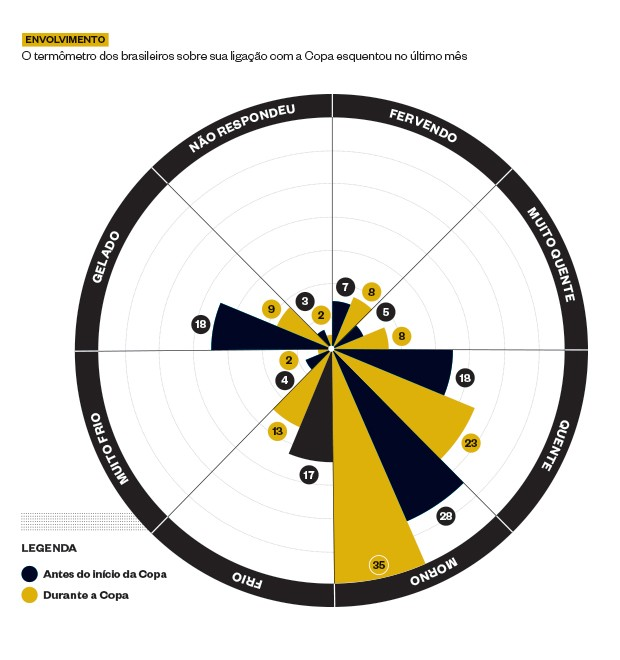 ENVOLVIMENTO
O termômetro dos brasileiros sobre sua ligação com a Copa esquentou no último mês
NÃO RESPONDEU
FERVENDO
GELADO
MUITO QUENTE
7
8
3
2
5
9
18
8
2
4
18
13
23
17
28
35
MUITO FRIO
QUENTE
FRIO
MORNO
LEGENDA
Antes do início da Copa
Durante a Copa